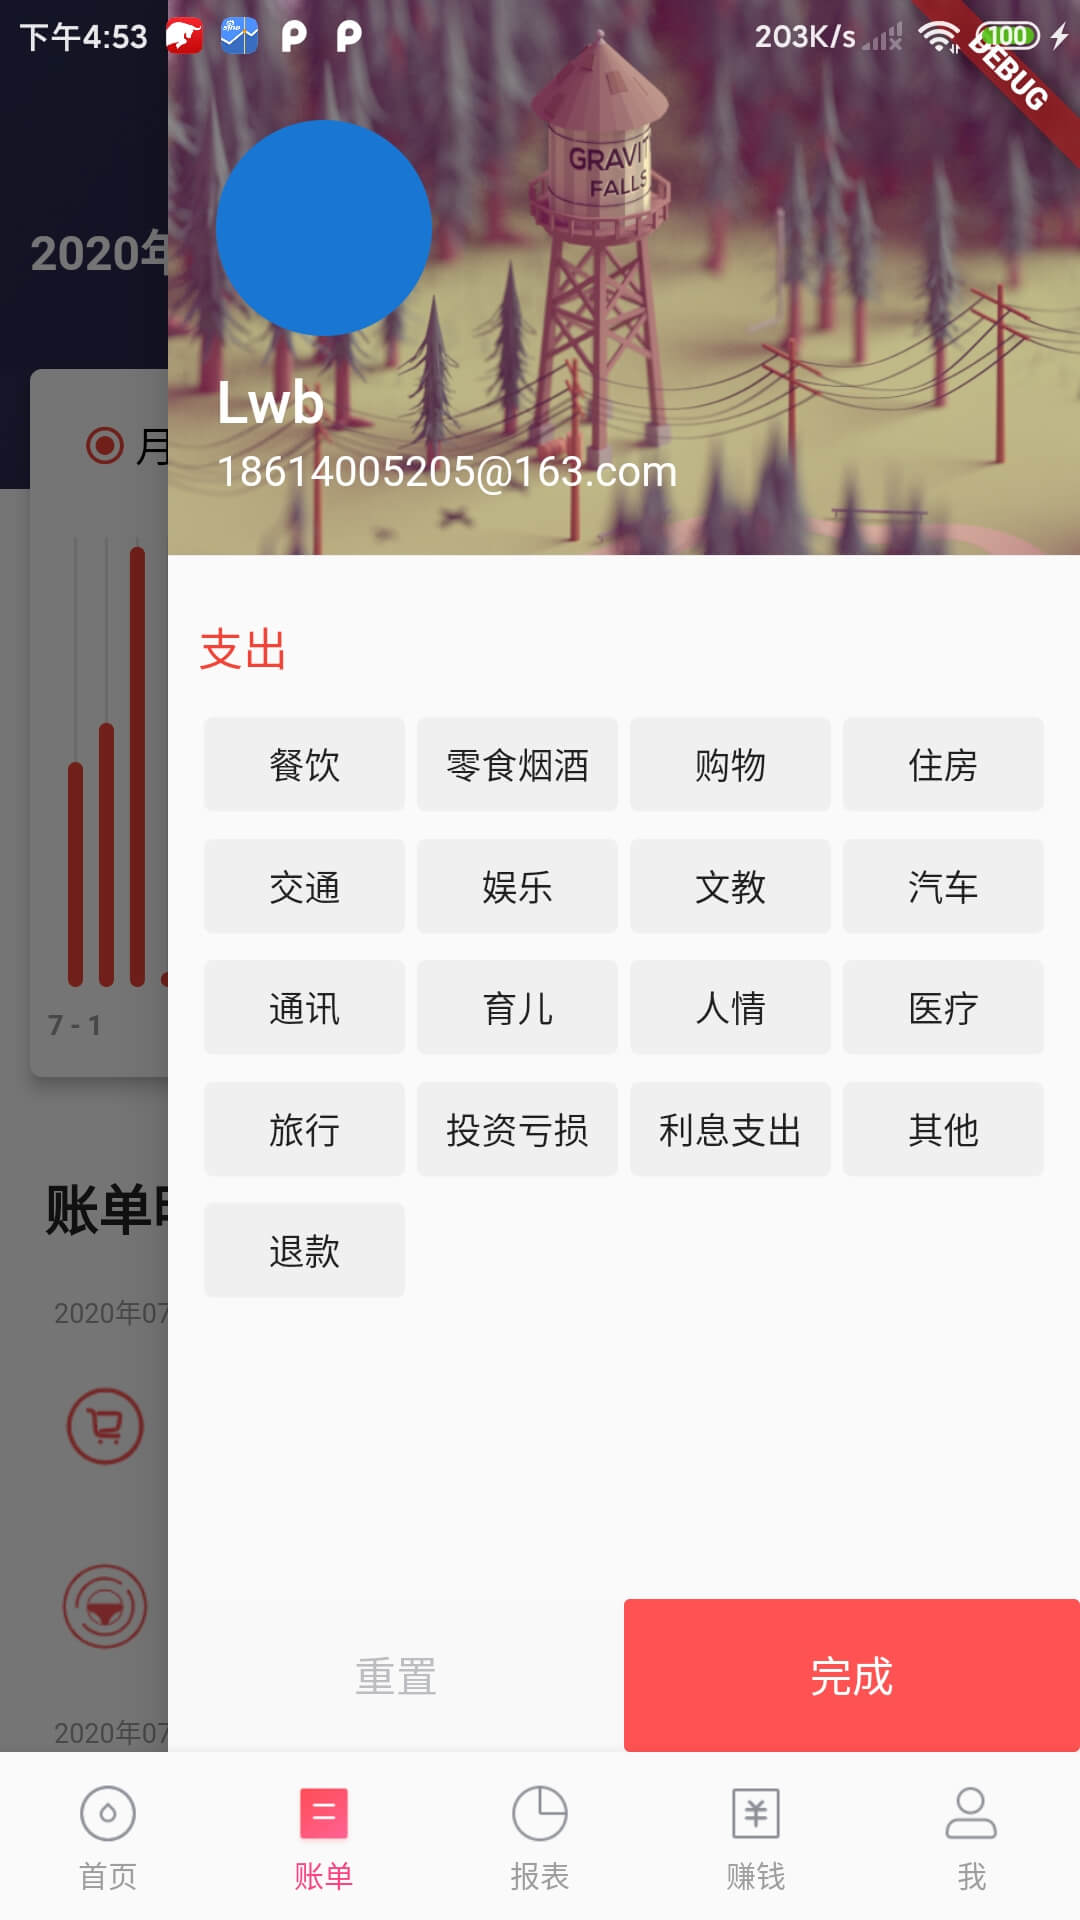 下午4:53
203K/s
100
DEBUG
GRAVIT
FALLS
2020年
Lwb
18614005205@163.com
月
支出
餐饮 零食烟酒 购物 住房
交通 娱乐 文教 汽车
通讯 育儿 人情 医疗
7 - 1
旅行 投资亏损 利息支出 其他
账单
退款
2020年07
重置 完成
2020年07
首页 账单 报表 赚钱 我